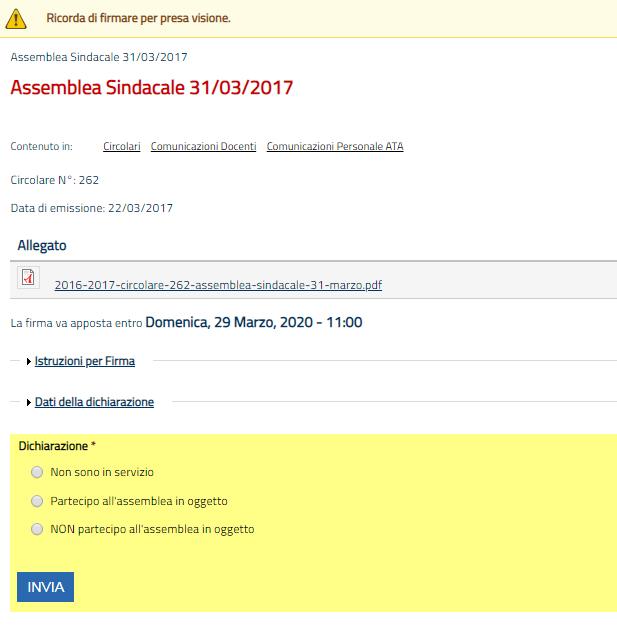 Ricorda di firmare per presa visione.
Assemblea Sindacale 31/03/2017
Assemblea Sindacale 31/03/2017
Contenuto in: Circolari Comunicazioni Docenti Comunicazioni Personale ATA
Circolare N°: 262
Data di emissione: 22/03/2017
Allegato
2016-2017-circolare-262-assemblea-sindacale-31-marzo.pdf
La firma va apposta entro Domenica, 29 Marzo, 2020 - 11:00
Istruzioni per Firma
Dati della dichiarazione
Dichiarazione *
Non sono in servizio
Partecipo all'assemblea in oggetto
NON partecipo all'assemblea in oggetto
INVIA